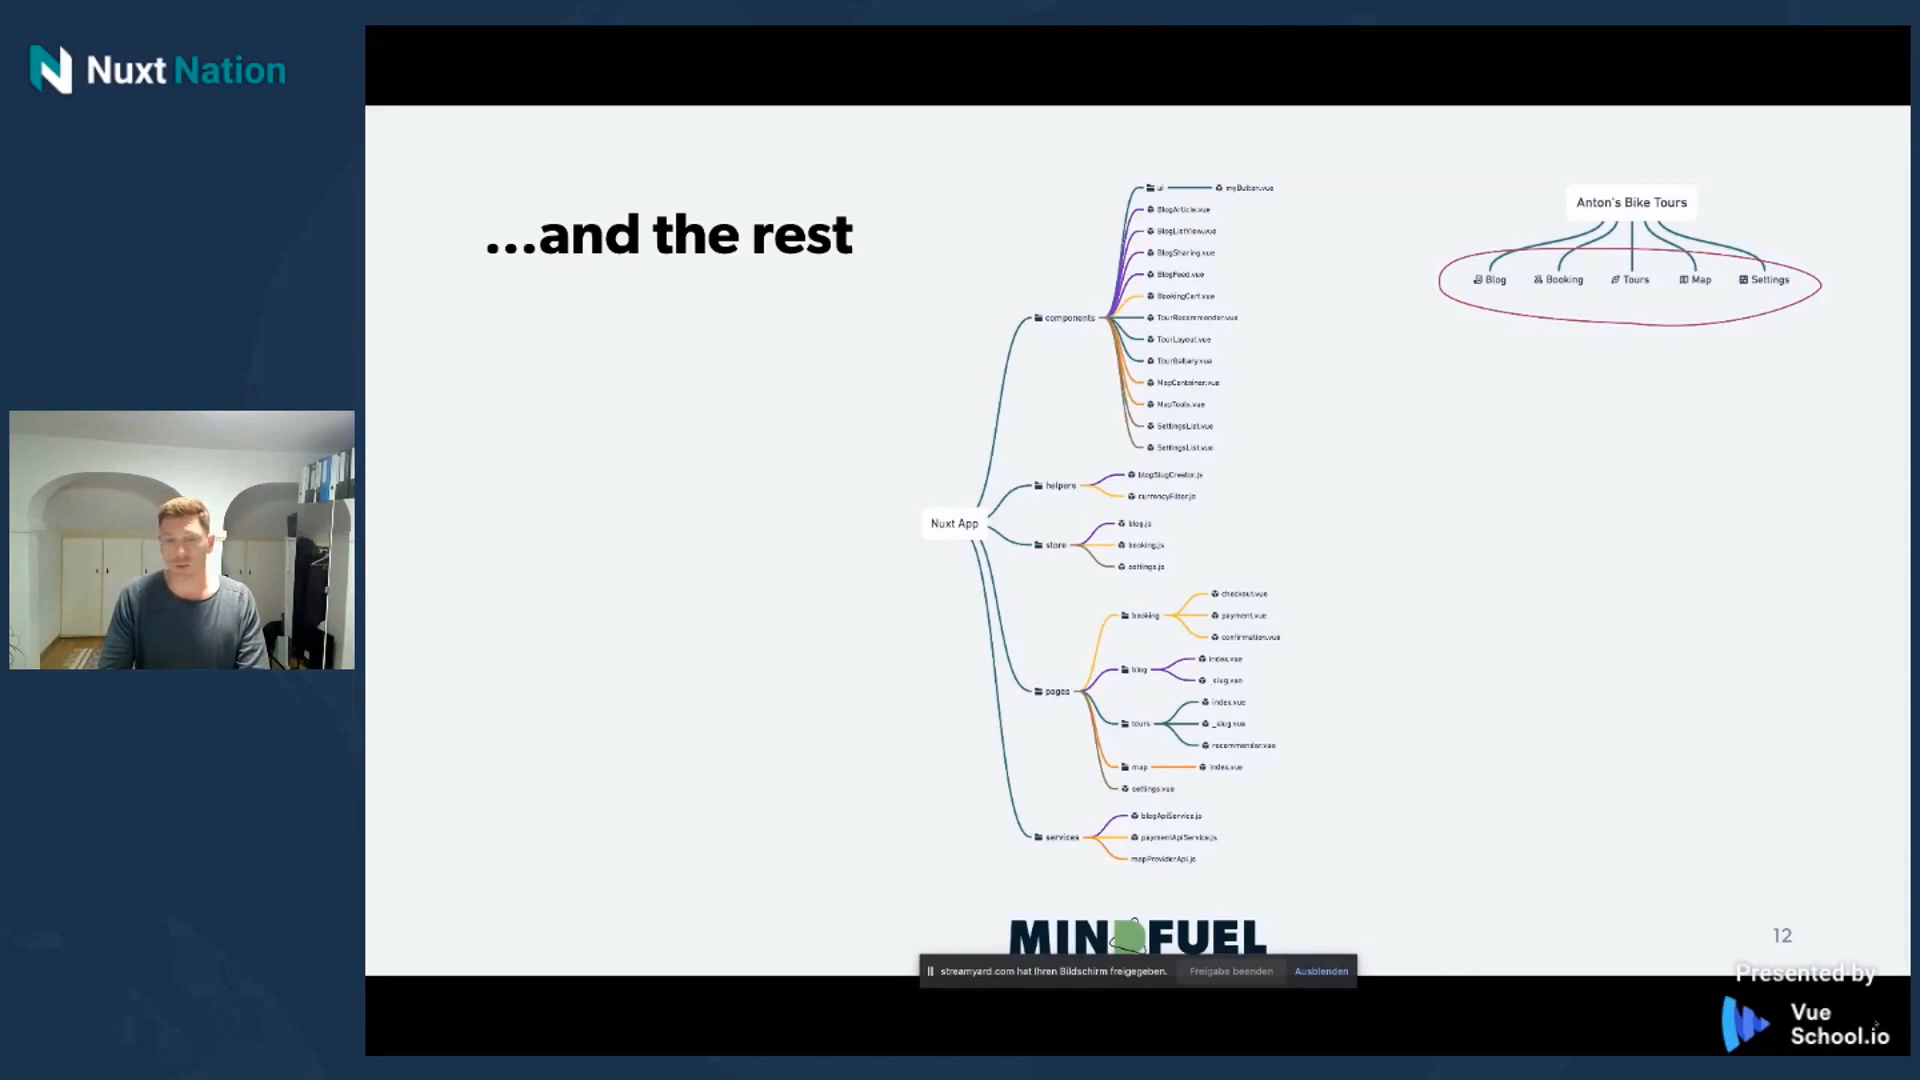 Nuxt Nation
...and the rest
Anton's Bike Tours
Blog
Booking
Tours
Map
Settings
Nuxt App
components
ui
myButton.vue
BlogArticle.vue
BlogListView.vue
BlogSharing.vue
BlogFeed.vue
BookingCart.vue
TourRecommender.vue
TourLayout.vue
TourGallery.vue
MapContainer.vue
MapTools.vue
SettingsList.vue
SettingsList.vue
helpers
blogSlugCreator.js
currencyFilter.js
store
blog.js
booking.js
settings.js
pages
booking
checkout.vue
payment.vue
confirmation.vue
blog
index.vue
_slug.vue
tours
index.vue
_slug.vue
recommender.vue
map
index.vue
settings.vue
services
blogApiService.js
paymentApiService.js
mapProviderApi.js
MINDFUEL
12
streamyard.com hat Ihren Bildschirm freigegeben.
Freigabe beenden
Ausblenden
Presented by
Vue
School.io